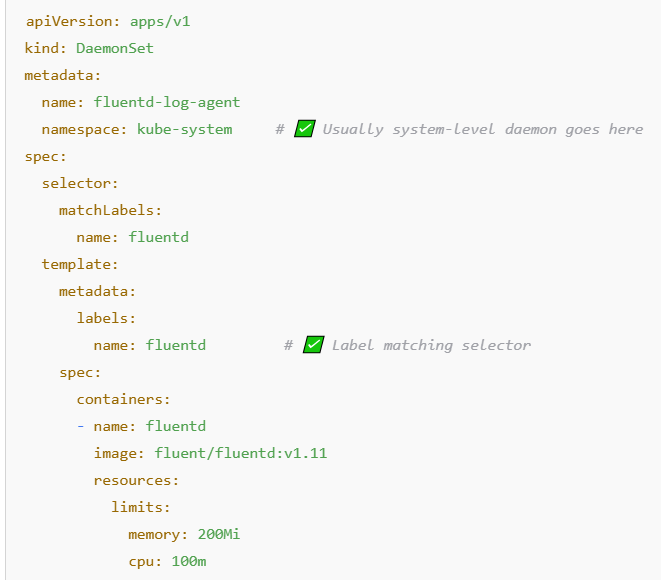 apiVersion: apps/v1
kind: DaemonSet
metadata:
  name: fluentd-log-agent
  namespace: kube-system     # ✅ Usually system-level daemon goes here
spec:
  selector:
    matchLabels:
      name: fluentd
  template:
    metadata:
      labels:
        name: fluentd         # ✅ Label matching selector
    spec:
      containers:
      - name: fluentd
        image: fluent/fluentd:v1.11
        resources:
          limits:
            memory: 200Mi
            cpu: 100m